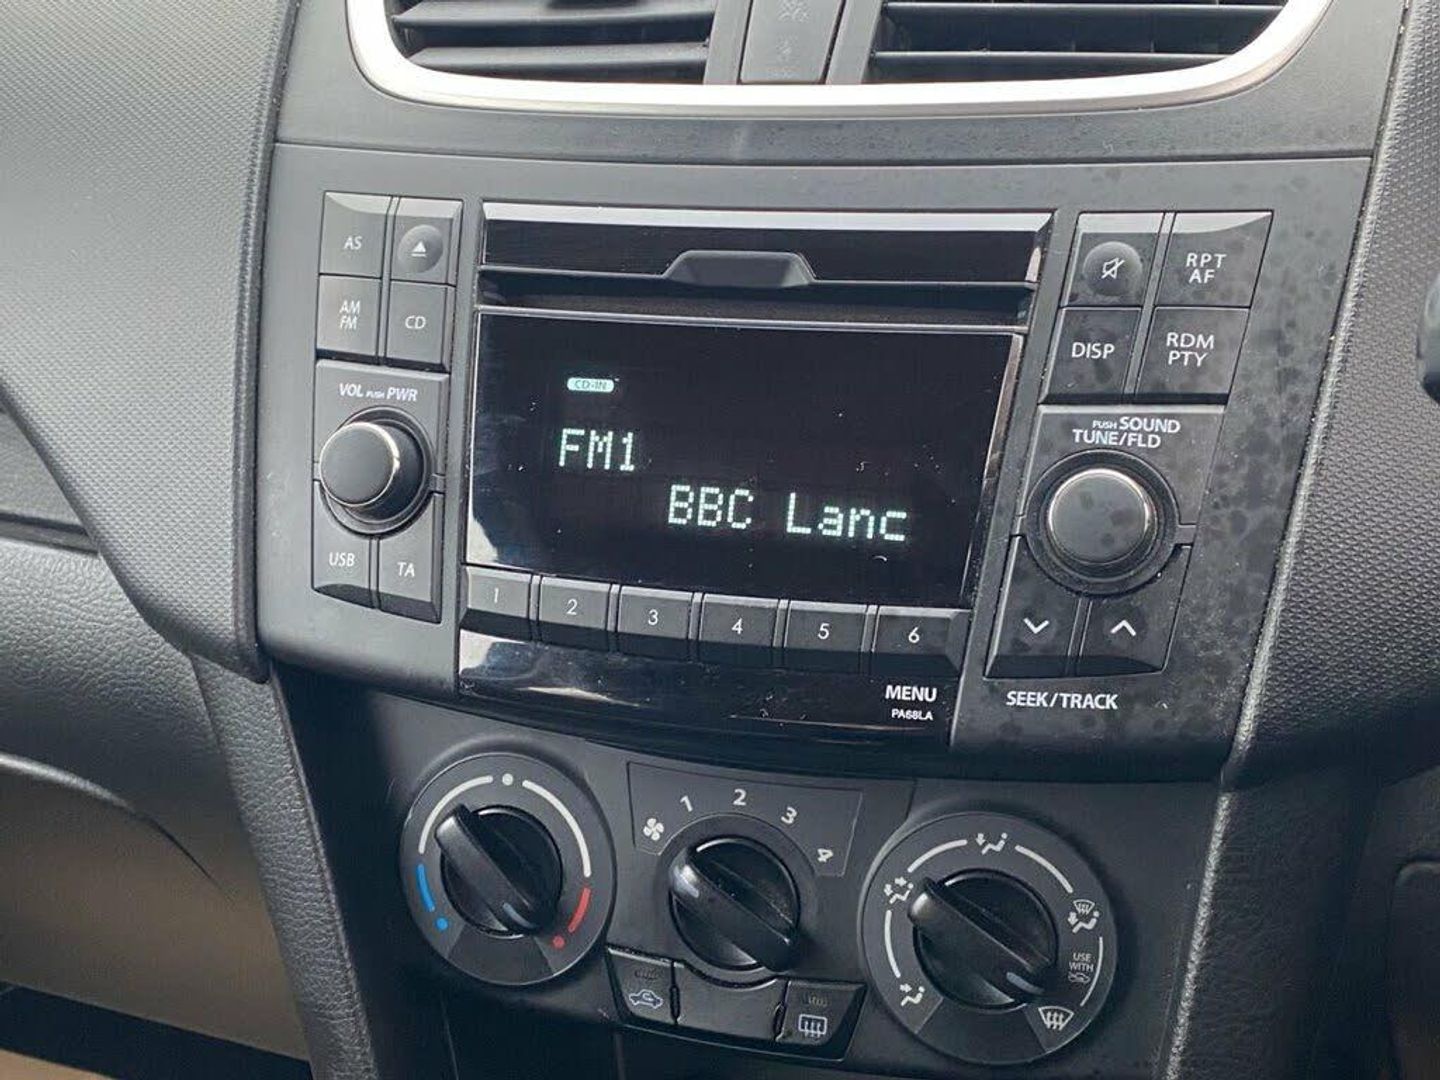 AS
AM
FM
CD
VOL PUSH PWR
USB
TA
CD-IN
FM1
BBC Lanc
1 2 3 4 5 6
MENU
PA68LA
RPT
AF
DISP
RDM
PTY
PUSH SOUND
TUNE/FLD
SEEK/TRACK
1 2 3 4
USE
WITH